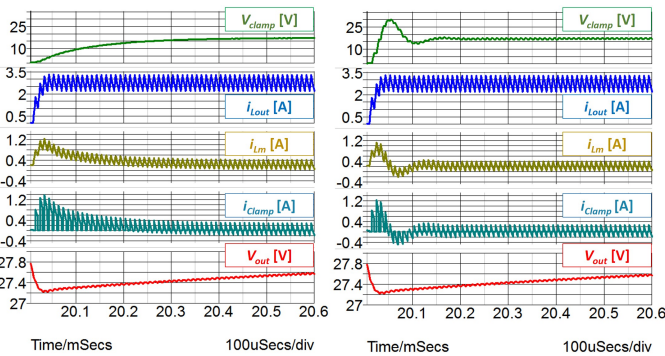 V_clamp [V]
25
10
3.5
2
0.5
i_Lout [A]
1.2
0.4
-0.4
i_Lm [A]
1.2
0.4
-0.4
i_Clamp [A]
27.8
27.4
27
V_out [V]
20.1 20.2 20.3 20.4 20.5 20.6
Time/mSecs 100uSecs/div
V_clamp [V]
25
10
3.5
2
0.5
i_Lout [A]
1.2
0.4
-0.4
i_Lm [A]
1.2
0.4
-0.4
i_Clamp [A]
27.8
27.4
27
V_out [V]
20.1 20.2 20.3 20.4 20.5 20.6
Time/mSecs 100uSecs/div